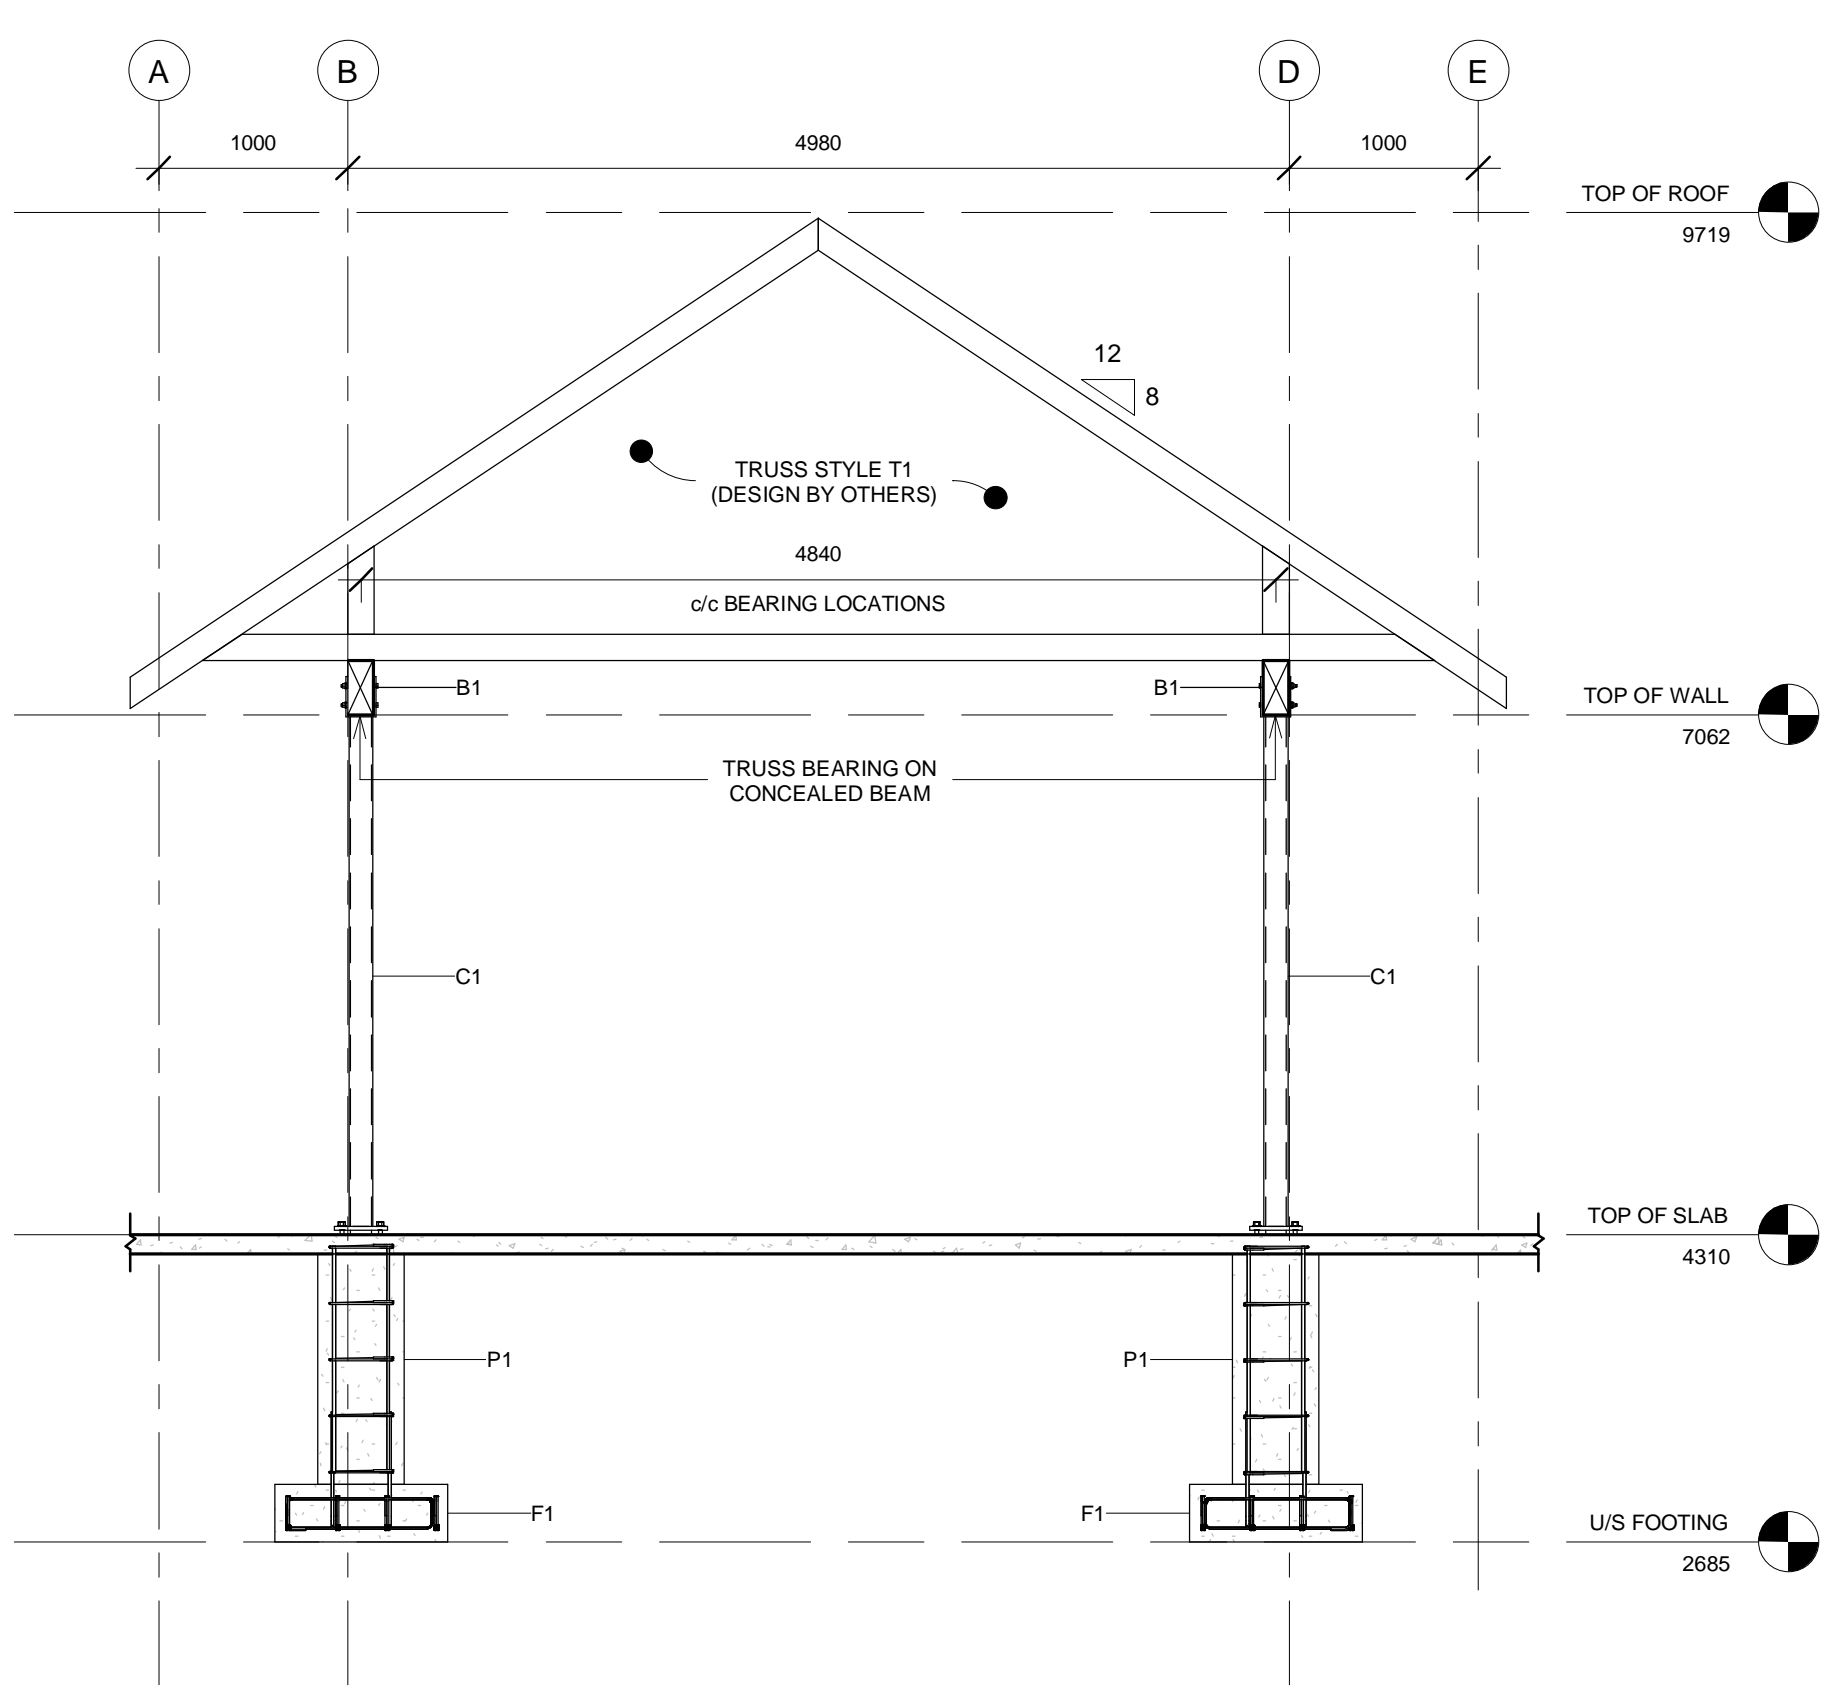 A
B
D
E
1000
4980
1000
TOP OF ROOF
9719
12
8
TRUSS STYLE T1
(DESIGN BY OTHERS)
4840
c/c BEARING LOCATIONS
B1
B1
TOP OF WALL
7062
TRUSS BEARING ON
CONCEALED BEAM
C1
C1
TOP OF SLAB
4310
P1
P1
F1
F1
U/S FOOTING
2685